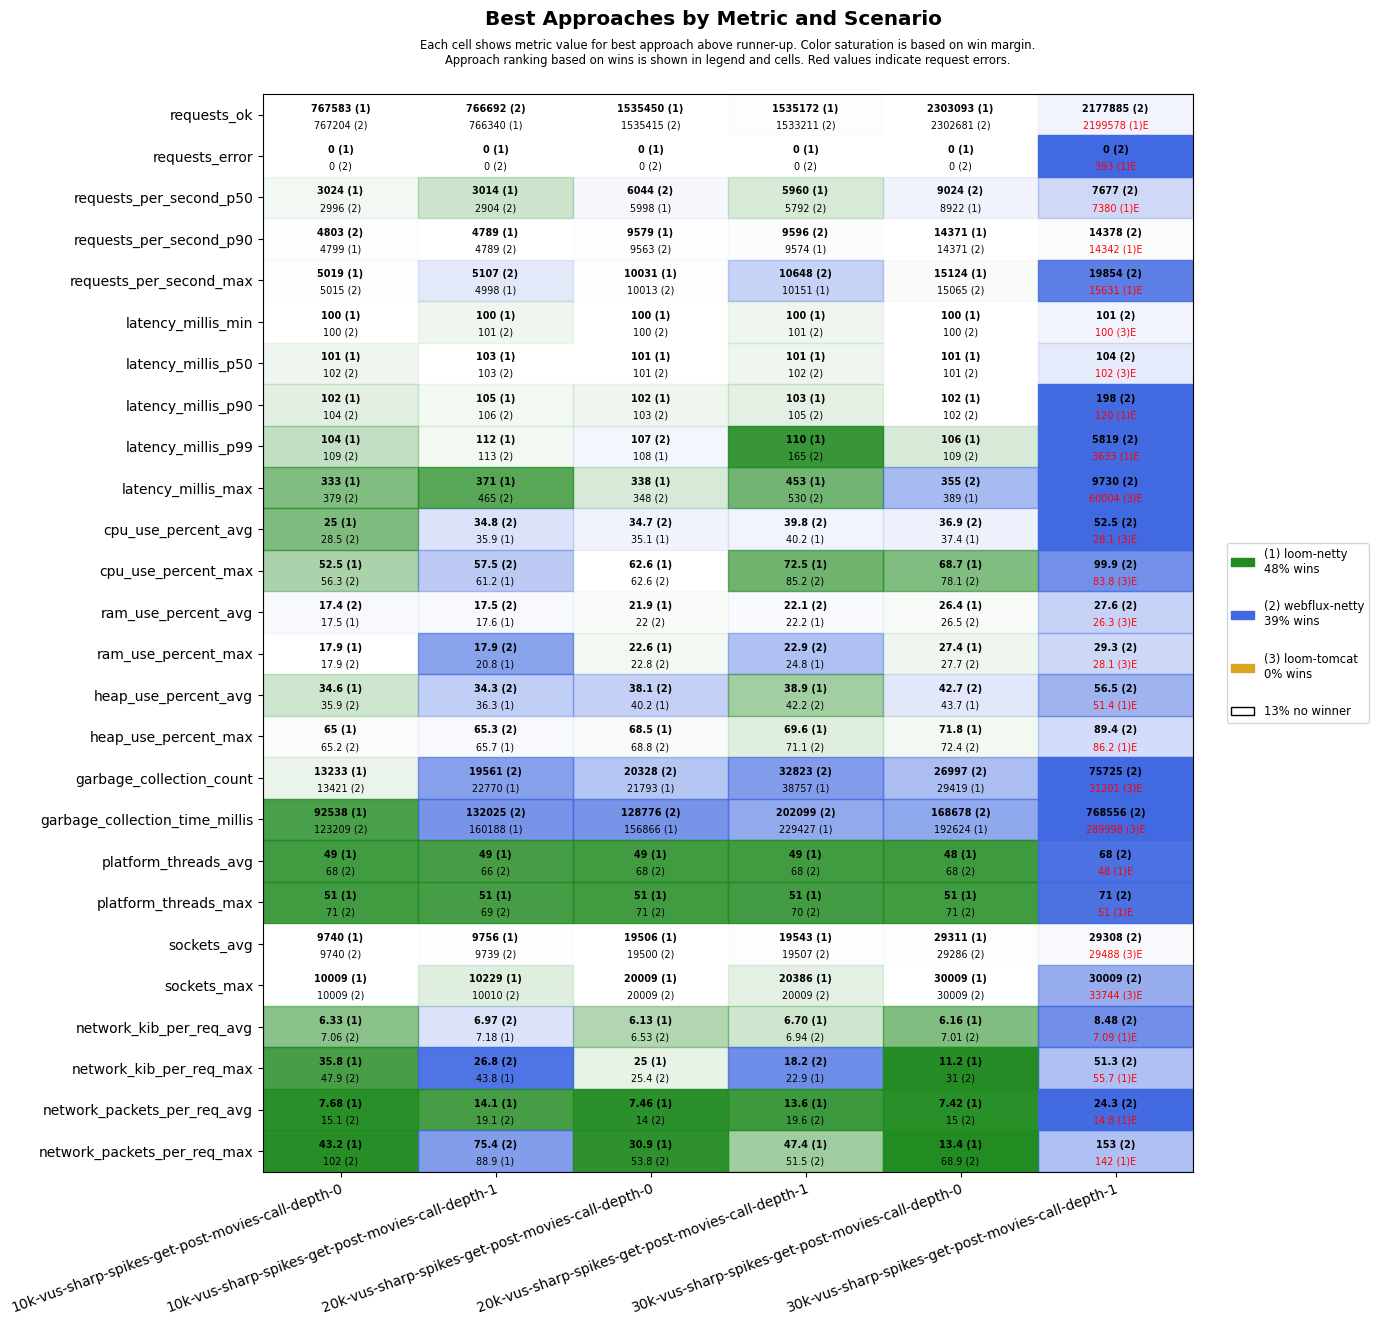 Best Approaches by Metric and Scenario
Each cell shows metric value for best approach above runner-up. Color saturation is based on win margin.
Approach ranking based on wins is shown in legend and cells. Red values indicate request errors.
requests_ok
767583 (1) 766692 (2) 1535450 (1) 1535172 (1) 2303093 (1) 2177885 (2)
767204 (2) 766340 (1) 1535415 (2) 1533211 (2) 2302681 (2) 2199578 (1)E
requests_error
0 (1) 0 (1) 0 (1) 0 (1) 0 (1) 0 (2)
0 (2) 0 (2) 0 (2) 0 (2) 0 (2) 393 (1)E
requests_per_second_p50
3024 (1) 3014 (1) 6044 (2) 5960 (1) 9024 (2) 7677 (2)
2996 (2) 2904 (2) 5998 (1) 5792 (2) 8922 (1) 7380 (1)E
requests_per_second_p90
4803 (2) 4789 (1) 9579 (1) 9596 (2) 14371 (1) 14378 (2)
4799 (1) 4789 (2) 9563 (2) 9574 (1) 14371 (2) 14342 (1)E
requests_per_second_max
5019 (1) 5107 (2) 10031 (1) 10648 (2) 15124 (1) 19854 (2)
5015 (2) 4998 (1) 10013 (2) 10151 (1) 15065 (2) 15631 (1)E
latency_millis_min
100 (1) 100 (1) 100 (1) 100 (1) 100 (1) 101 (2)
100 (2) 101 (2) 100 (2) 101 (2) 100 (2) 100 (3)E
latency_millis_p50
101 (1) 103 (1) 101 (1) 101 (1) 101 (1) 104 (2)
102 (2) 103 (2) 101 (2) 102 (2) 101 (2) 102 (3)E
latency_millis_p90
102 (1) 105 (1) 102 (1) 103 (1) 102 (1) 198 (2)
104 (2) 106 (2) 103 (2) 105 (2) 102 (2) 120 (1)E
latency_millis_p99
104 (1) 112 (1) 107 (2) 110 (1) 106 (1) 5819 (2)
109 (2) 113 (2) 108 (1) 165 (2) 109 (2) 3633 (1)E
latency_millis_max
333 (1) 371 (1) 338 (1) 453 (1) 355 (2) 9730 (2)
379 (2) 465 (2) 348 (2) 530 (2) 389 (1) 60004 (3)E
cpu_use_percent_avg
25 (1) 34.8 (2) 34.7 (2) 39.8 (2) 36.9 (2) 52.5 (2)
28.5 (2) 35.9 (1) 35.1 (1) 40.2 (1) 37.4 (1) 28.1 (3)E
cpu_use_percent_max
52.5 (1) 57.5 (2) 62.6 (1) 72.5 (1) 68.7 (1) 99.9 (2)
56.3 (2) 61.2 (1) 62.6 (2) 85.2 (2) 78.1 (2) 83.8 (3)E
ram_use_percent_avg
17.4 (2) 17.5 (2) 21.9 (1) 22.1 (2) 26.4 (1) 27.6 (2)
17.5 (1) 17.6 (1) 22 (2) 22.2 (1) 26.5 (2) 26.3 (3)E
ram_use_percent_max
17.9 (1) 17.9 (2) 22.6 (1) 22.9 (2) 27.4 (1) 29.3 (2)
17.9 (2) 20.8 (1) 22.8 (2) 24.8 (1) 27.7 (2) 28.1 (3)E
heap_use_percent_avg
34.6 (1) 34.3 (2) 38.1 (2) 38.9 (1) 42.7 (2) 56.5 (2)
35.9 (2) 36.3 (1) 40.2 (1) 42.2 (2) 43.7 (1) 51.4 (1)E
heap_use_percent_max
65 (1) 65.3 (2) 68.5 (1) 69.6 (1) 71.8 (1) 89.4 (2)
65.2 (2) 65.7 (1) 68.8 (2) 71.1 (2) 72.4 (2) 86.2 (1)E
garbage_collection_count
13233 (1) 19561 (2) 20328 (2) 32823 (2) 26997 (2) 75725 (2)
13421 (2) 22770 (1) 21793 (1) 38757 (1) 29419 (1) 31201 (3)E
garbage_collection_time_millis
92538 (1) 132025 (2) 128776 (2) 202099 (2) 168678 (2) 768556 (2)
123209 (2) 160188 (1) 156866 (1) 229427 (1) 192624 (1) 289998 (3)E
platform_threads_avg
49 (1) 49 (1) 49 (1) 49 (1) 48 (1) 68 (2)
68 (2) 66 (2) 68 (2) 68 (2) 68 (2) 48 (1)E
platform_threads_max
51 (1) 51 (1) 51 (1) 51 (1) 51 (1) 71 (2)
71 (2) 69 (2) 71 (2) 70 (2) 71 (2) 51 (1)E
sockets_avg
9740 (1) 9756 (1) 19506 (1) 19543 (1) 29311 (1) 29308 (2)
9740 (2) 9739 (2) 19500 (2) 19507 (2) 29286 (2) 29488 (3)E
sockets_max
10009 (1) 10229 (1) 20009 (1) 20386 (1) 30009 (1) 30009 (2)
10009 (2) 10010 (2) 20009 (2) 20009 (2) 30009 (2) 33744 (3)E
network_kib_per_req_avg
6.33 (1) 6.97 (2) 6.13 (1) 6.70 (1) 6.16 (1) 8.48 (2)
7.06 (2) 7.18 (1) 6.53 (2) 6.94 (2) 7.01 (2) 7.09 (1)E
network_kib_per_req_max
35.8 (1) 26.8 (2) 25 (1) 18.2 (2) 11.2 (1) 51.3 (2)
47.9 (2) 43.8 (1) 25.4 (2) 22.9 (1) 31 (2) 55.7 (1)E
network_packets_per_req_avg
7.68 (1) 14.1 (1) 7.46 (1) 13.6 (1) 7.42 (1) 24.3 (2)
15.1 (2) 19.1 (2) 14 (2) 19.6 (2) 15 (2) 14.8 (1)E
network_packets_per_req_max
43.2 (1) 75.4 (2) 30.9 (1) 47.4 (1) 13.4 (1) 153 (2)
102 (2) 88.9 (1) 53.8 (2) 51.5 (2) 68.9 (2) 142 (1)E
10k-vus-sharp-spikes-get-post-movies-call-depth-0
10k-vus-sharp-spikes-get-post-movies-call-depth-1
20k-vus-sharp-spikes-get-post-movies-call-depth-0
20k-vus-sharp-spikes-get-post-movies-call-depth-1
30k-vus-sharp-spikes-get-post-movies-call-depth-0
30k-vus-sharp-spikes-get-post-movies-call-depth-1
(1) loom-netty
48% wins
(2) webflux-netty
39% wins
(3) loom-tomcat
0% wins
13% no winner